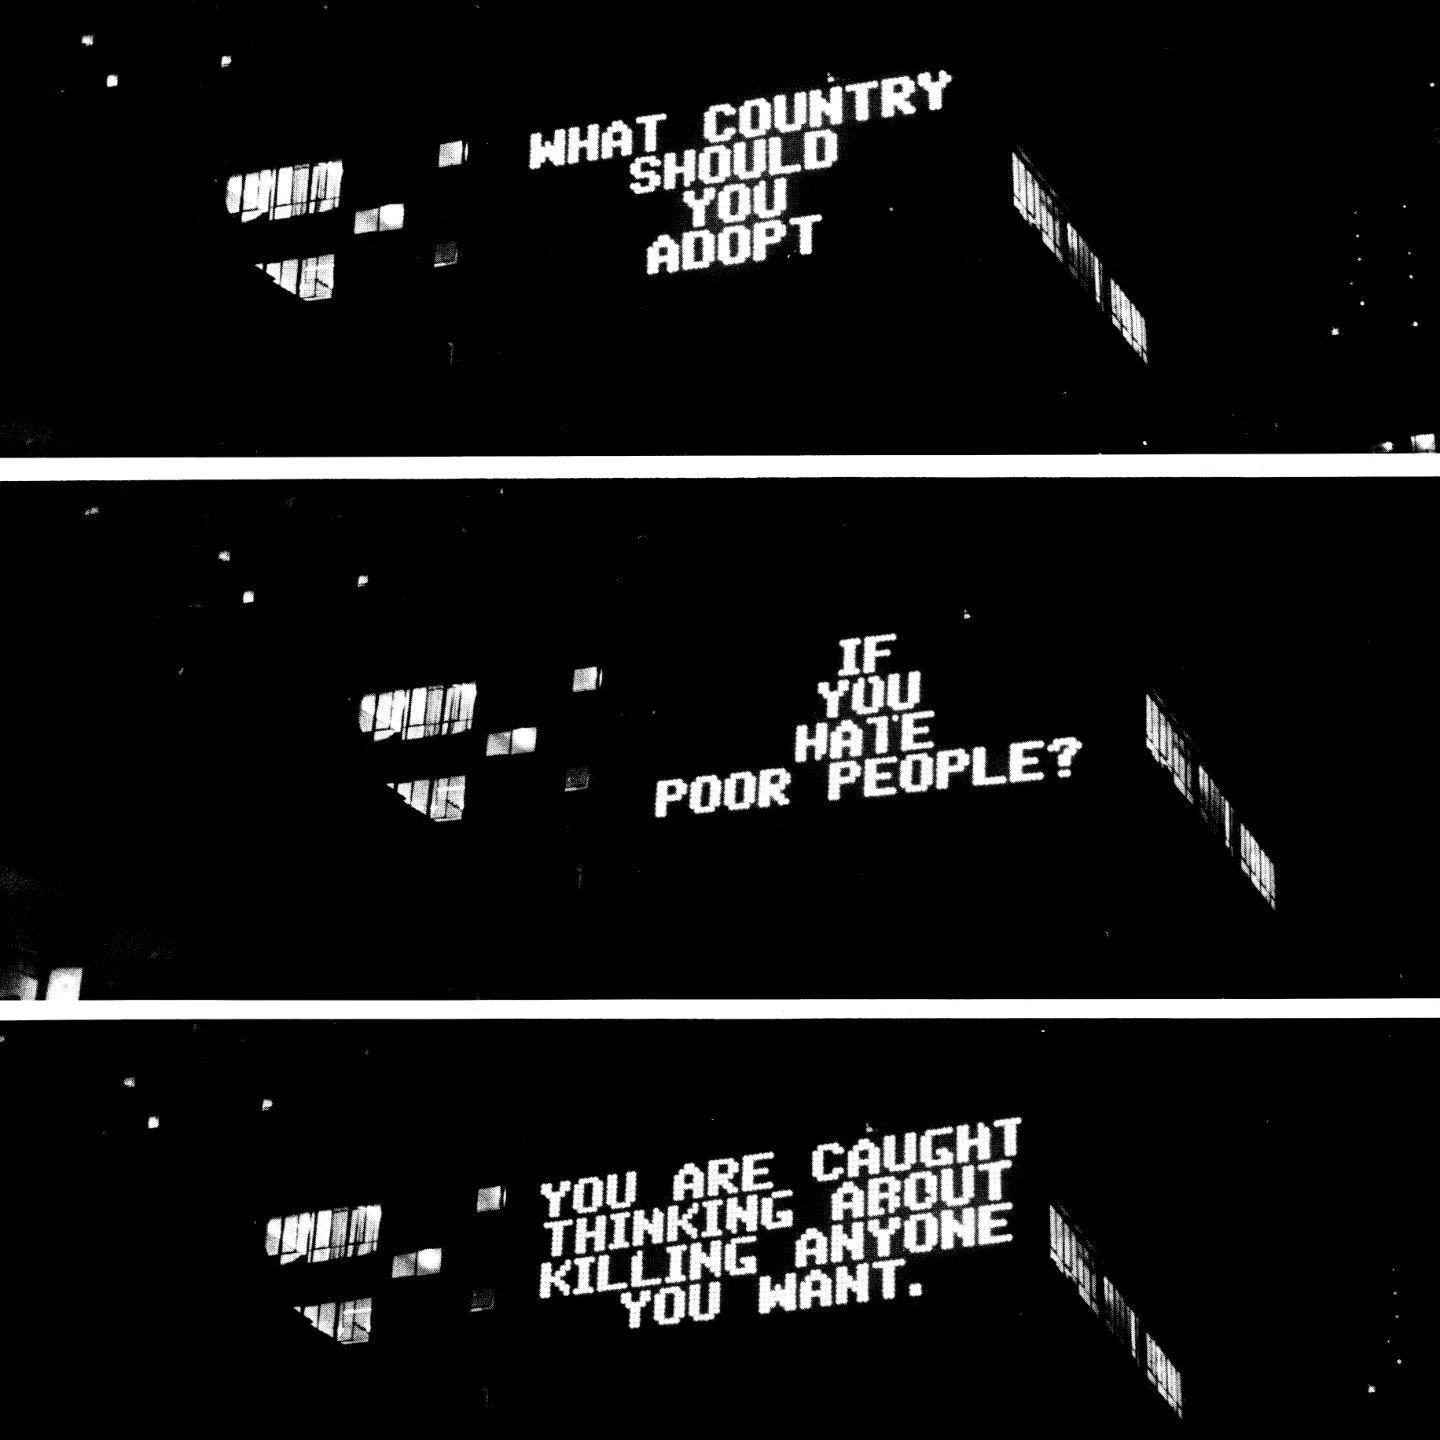 WHAT COUNTRY
SHOULD
YOU
ADOPT
IF
YOU
HATE
POOR PEOPLE?
YOU ARE CAUGHT
THINKING ABOUT
KILLING ANYONE
YOU WANT.